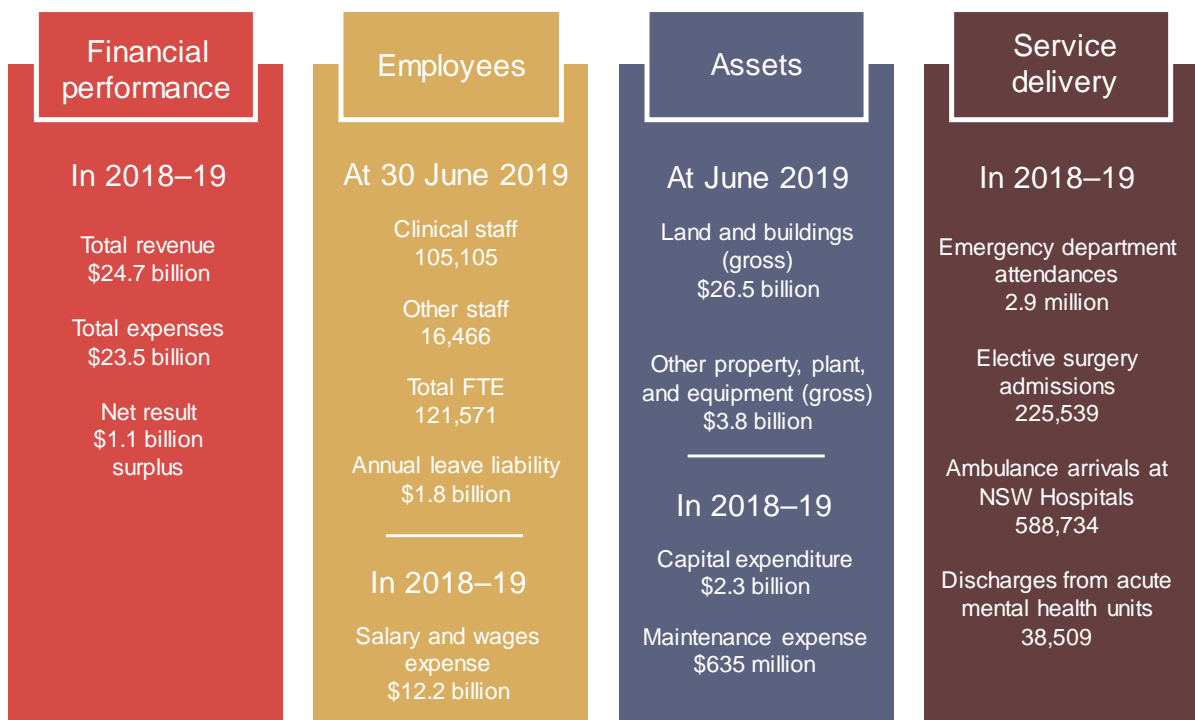 Financial
performance
In 2018–19
Total revenue
$24.7 billion
Total expenses
$23.5 billion
Net result
$1.1 billion
surplus
Employees
At 30 June 2019
Clinical staff
105,105
Other staff
16,466
Total FTE
121,571
Annual leave liability
$1.8 billion
In 2018–19
Salary and wages
expense
$12.2 billion
Assets
At June 2019
Land and buildings
(gross)
$26.5 billion
Other property, plant,
and equipment (gross)
$3.8 billion
In 2018–19
Capital expenditure
$2.3 billion
Maintenance expense
$635 million
Service
delivery
In 2018–19
Emergency department
attendances
2.9 million
Elective surgery
admissions
225,539
Ambulance arrivals at
NSW Hospitals
588,734
Discharges from acute
mental health units
38,509